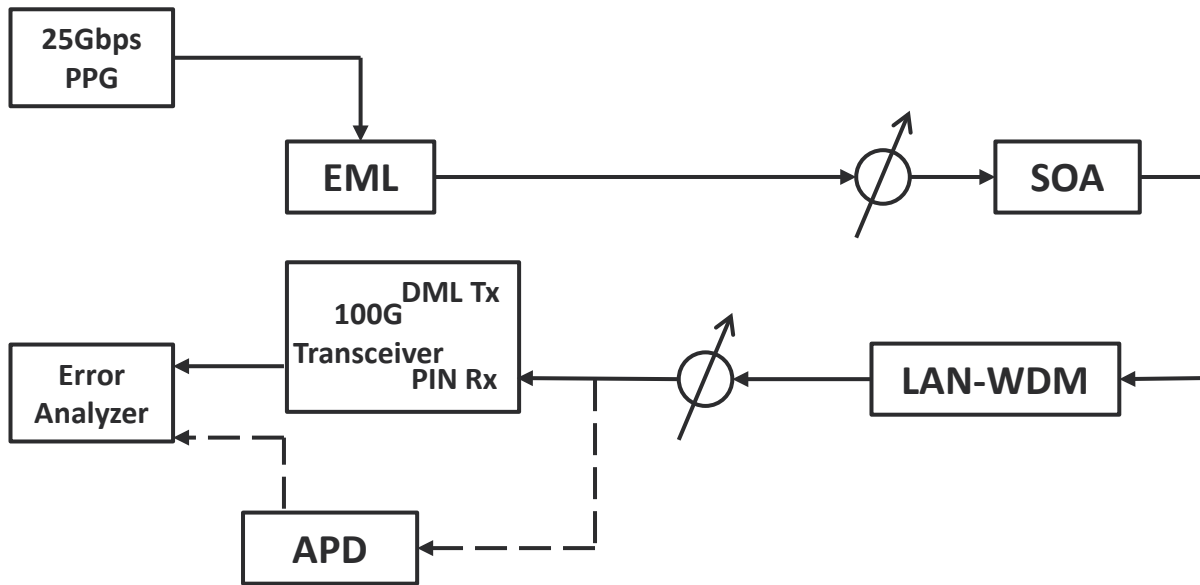 25Gbps
PPG
EML
SOA
DML Tx
100G
Transceiver
PIN Rx
LAN-WDM
Error
Analyzer
APD